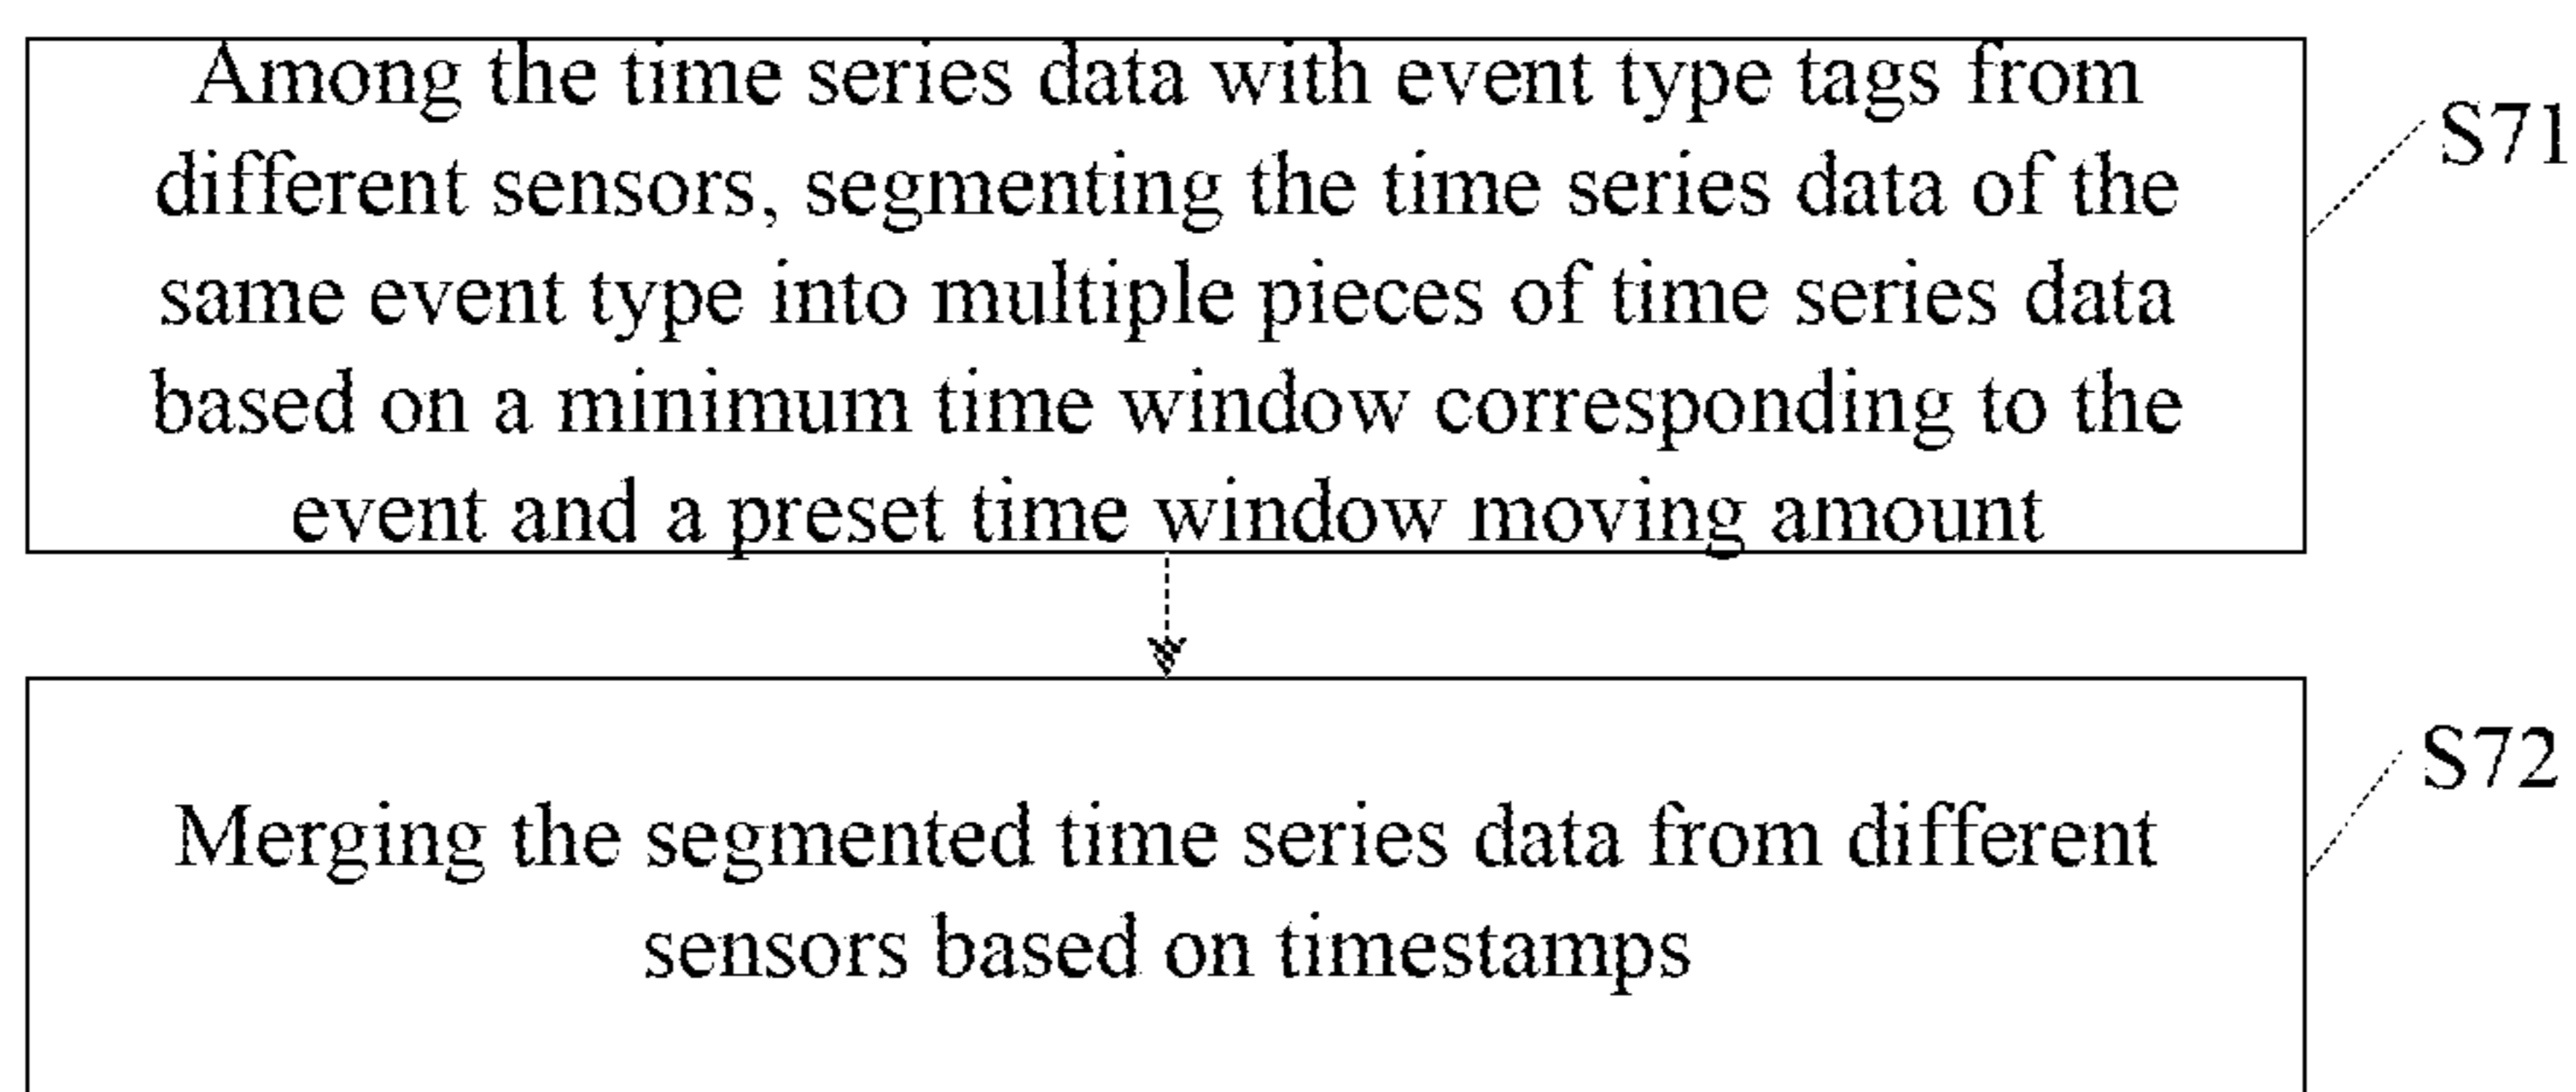 Among the time series data with event type tags from
different sensors, segmenting the time series data of the
same event type into multiple pieces of time series data
based on a minimum time window corresponding to the
event and a preset time window moving amount
S71
Merging the segmented time series data from different
sensors based on timestamps
S72